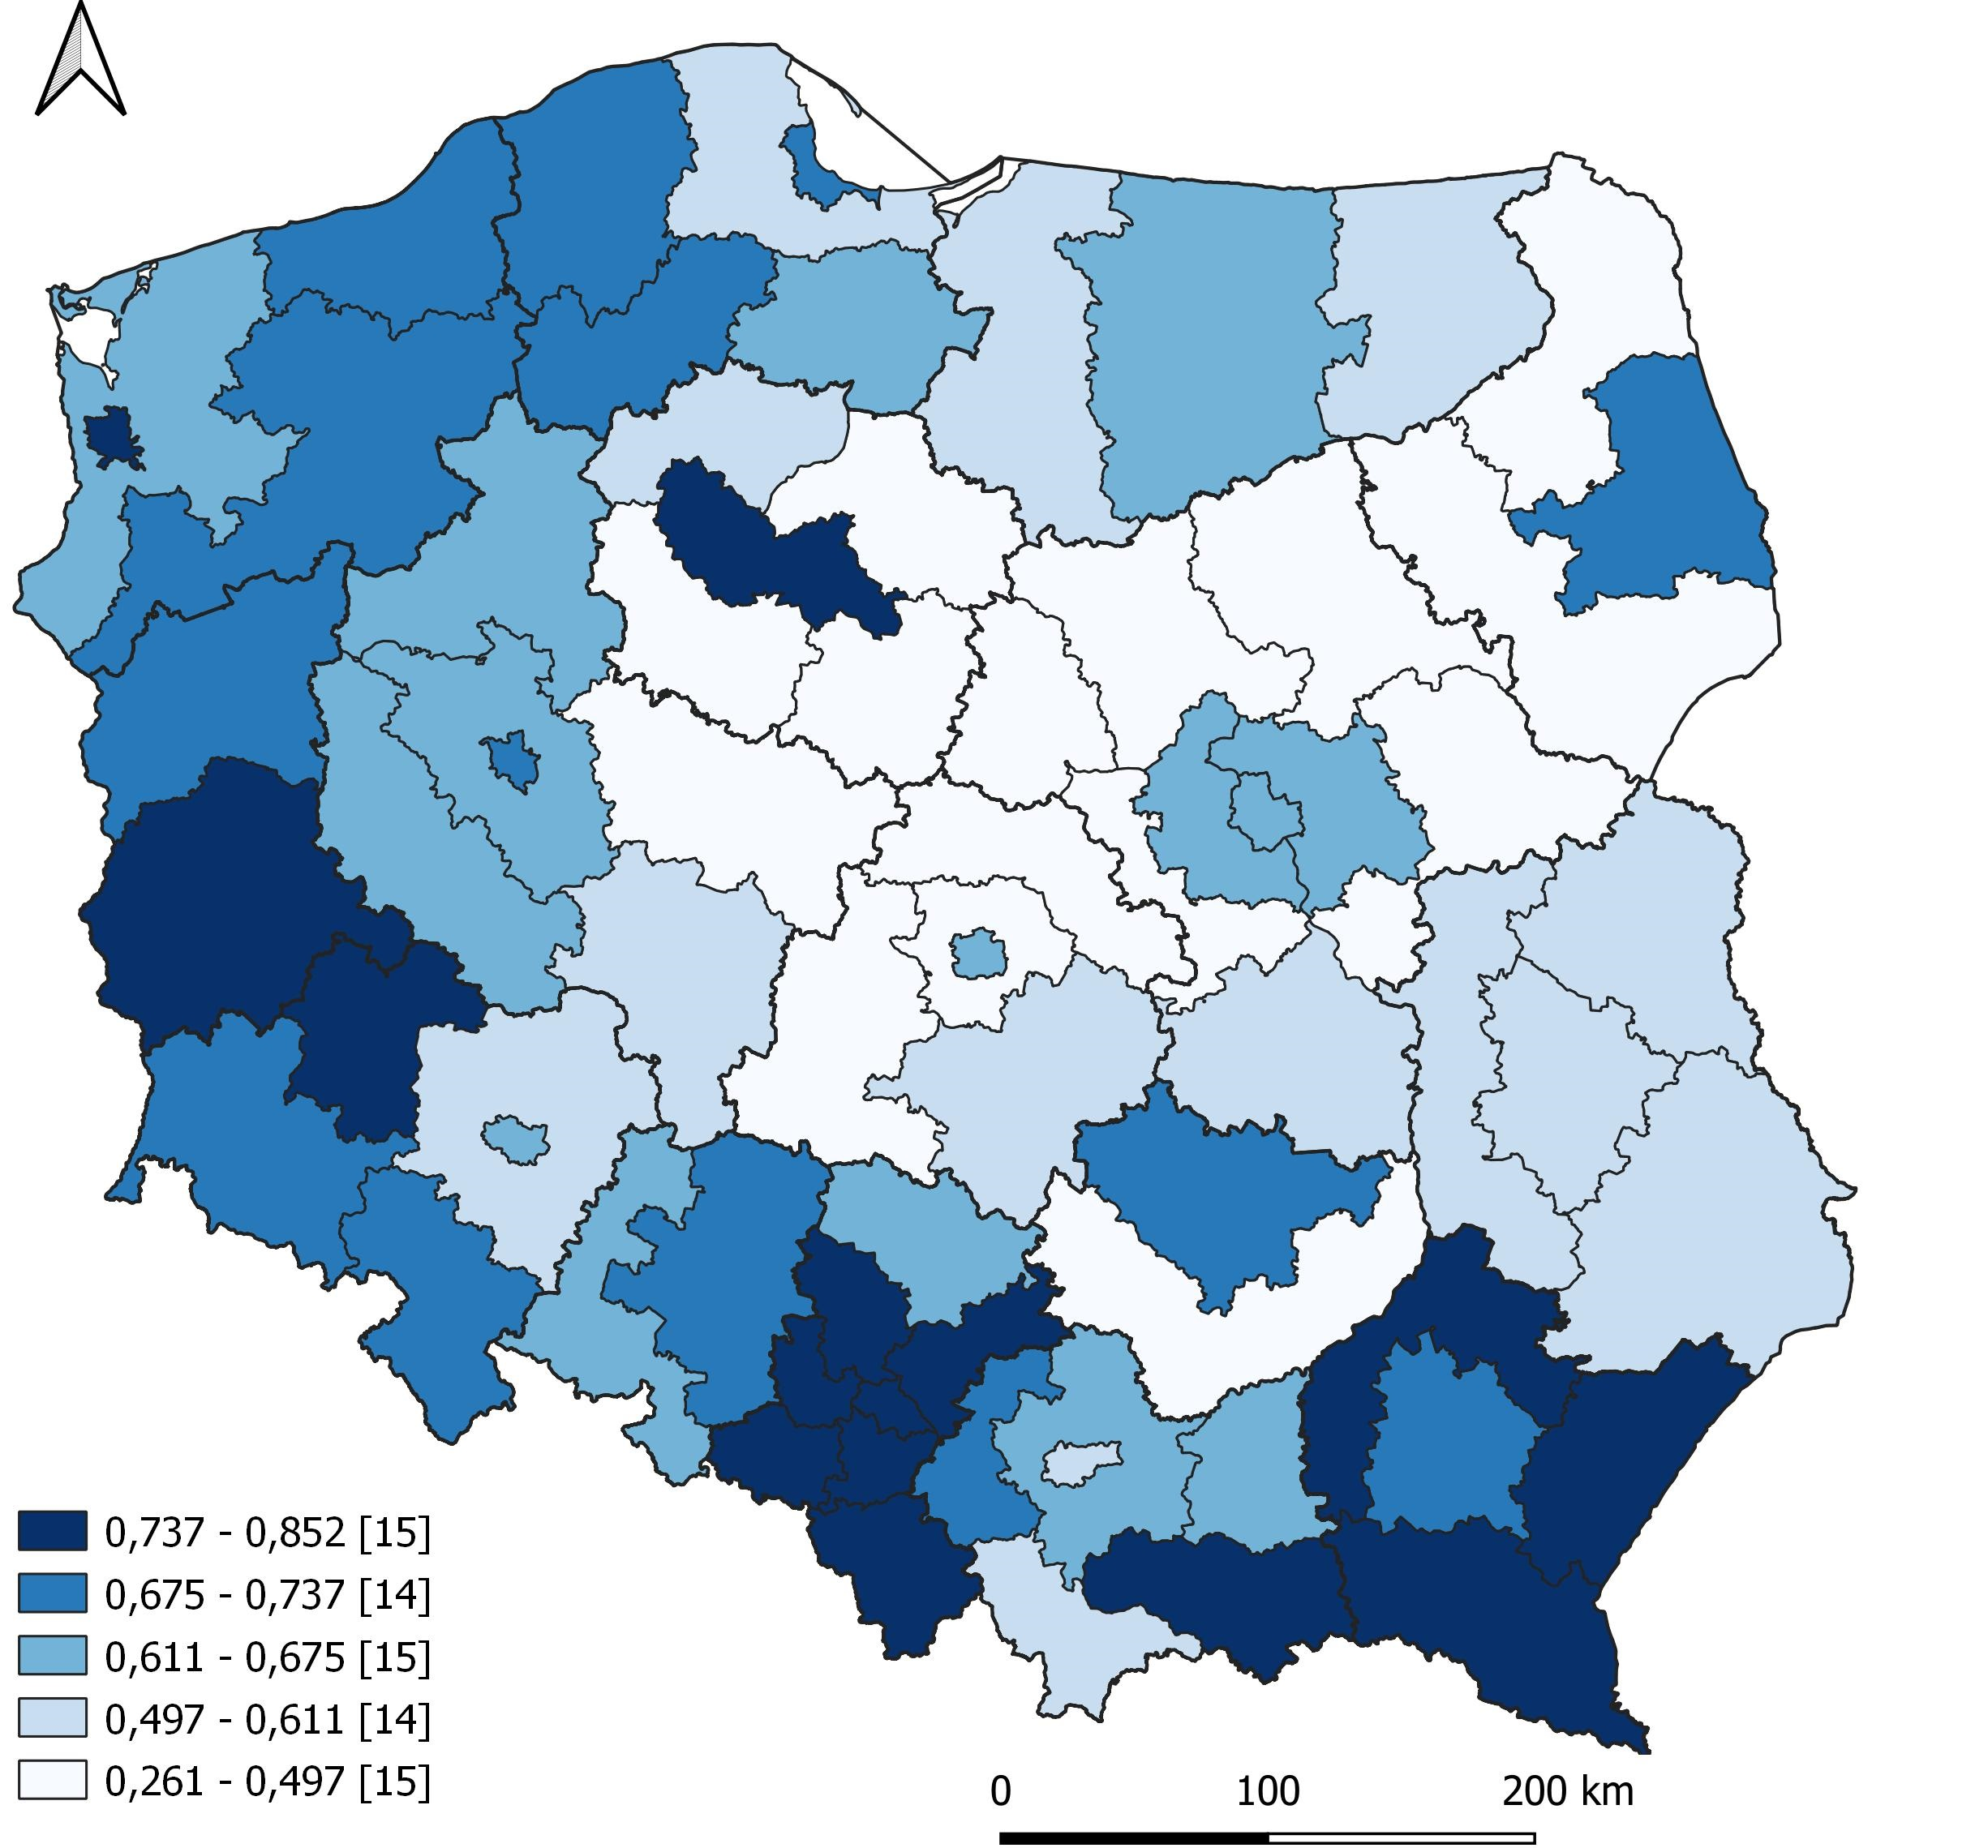 0,737 - 0,852 [15]
0,675 - 0,737 [14]
0,611 - 0,675 [15]
0,497 - 0,611 [14]
0,261 - 0,497 [15]
0 100 200 km